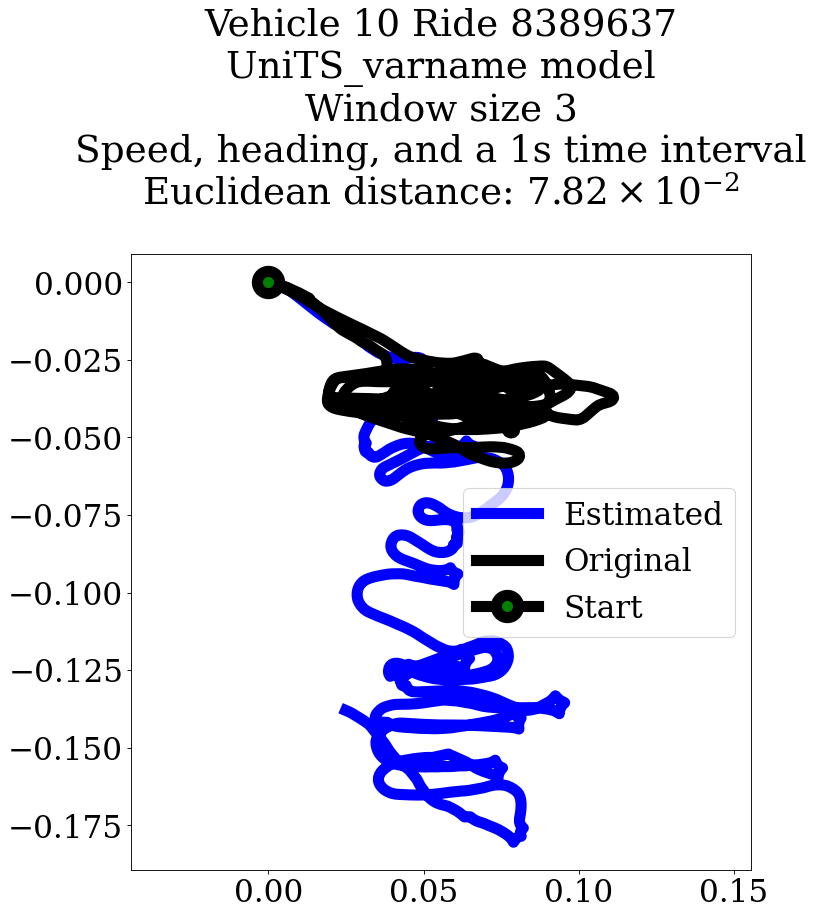 Vehicle 10 Ride 8389637
UniTS_varname model
Window size 3
Speed, heading, and a 1s time interval
Euclidean distance: 7.82 × 10⁻²
0.000
−0.025
−0.050
−0.075
−0.100
−0.125
−0.150
−0.175
Estimated
Original
Start
0.00 0.05 0.10 0.15